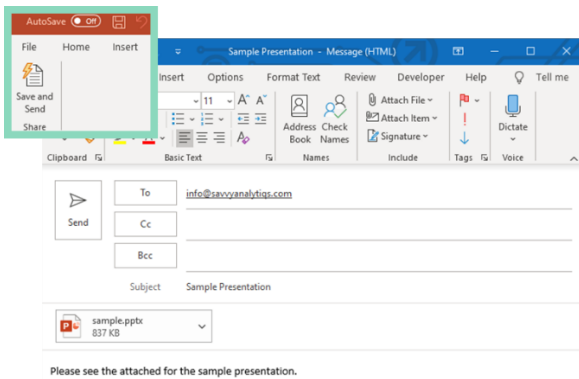 AutoSave Off
File Home Insert
Save and
Send
Share
Sample Presentation - Message (HTML)
Insert Options Format Text Review Developer Help Tell me
11 A^ A˅
Address
Book
Check
Names
Attach File
Attach Item
Signature
Dictate
Clipboard Basic Text Names Include Tags Voice
To info@savvyanalytiqs.com
Send
Cc
Bcc
Subject Sample Presentation
sample.pptx
837 KB
Please see the attached for the sample presentation.